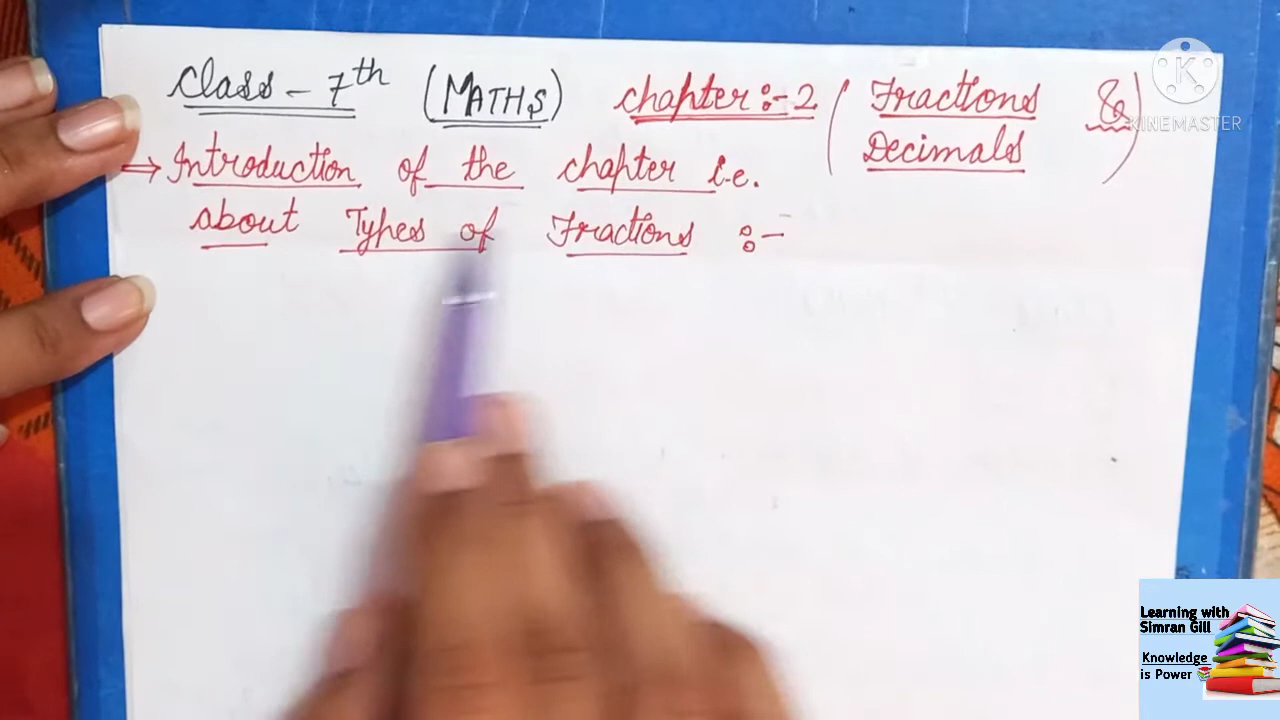 Class - 7th (MATHS) Chapter :- 2 ( Fractions &
Decimals )
⇒ Introduction of the chapter i.e.
about Types of Fractions :-
K
KINEMASTER
Learning with
Simran Gill
Knowledge
is Power